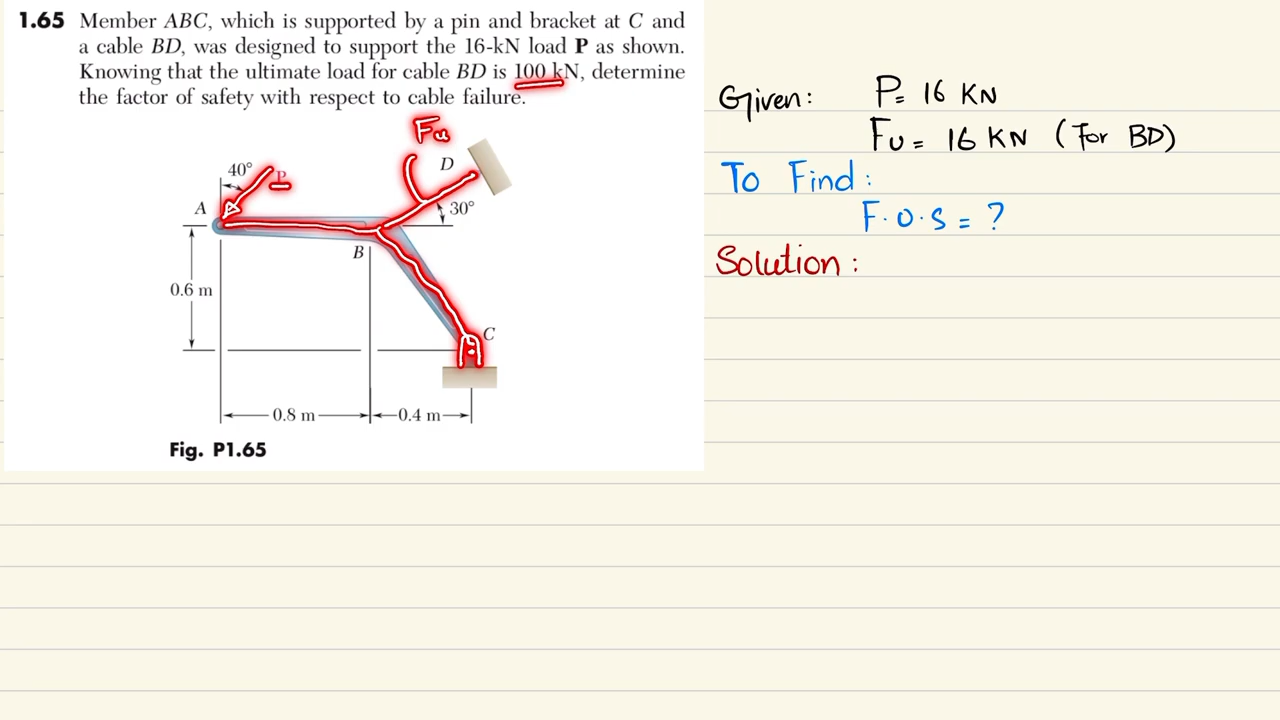 1.65 Member ABC, which is supported by a pin and bracket at C and
a cable BD, was designed to support the 16-kN load P as shown.
Knowing that the ultimate load for cable BD is 100 kN, determine
the factor of safety with respect to cable failure.
Fu
D
40°
P
A
30°
B
0.6 m
C
0.8 m
0.4 m
Fig. P1.65
Given: P= 16 KN
FU = 16 KN (for BD)
To Find:
F.O.S = ?
Solution: